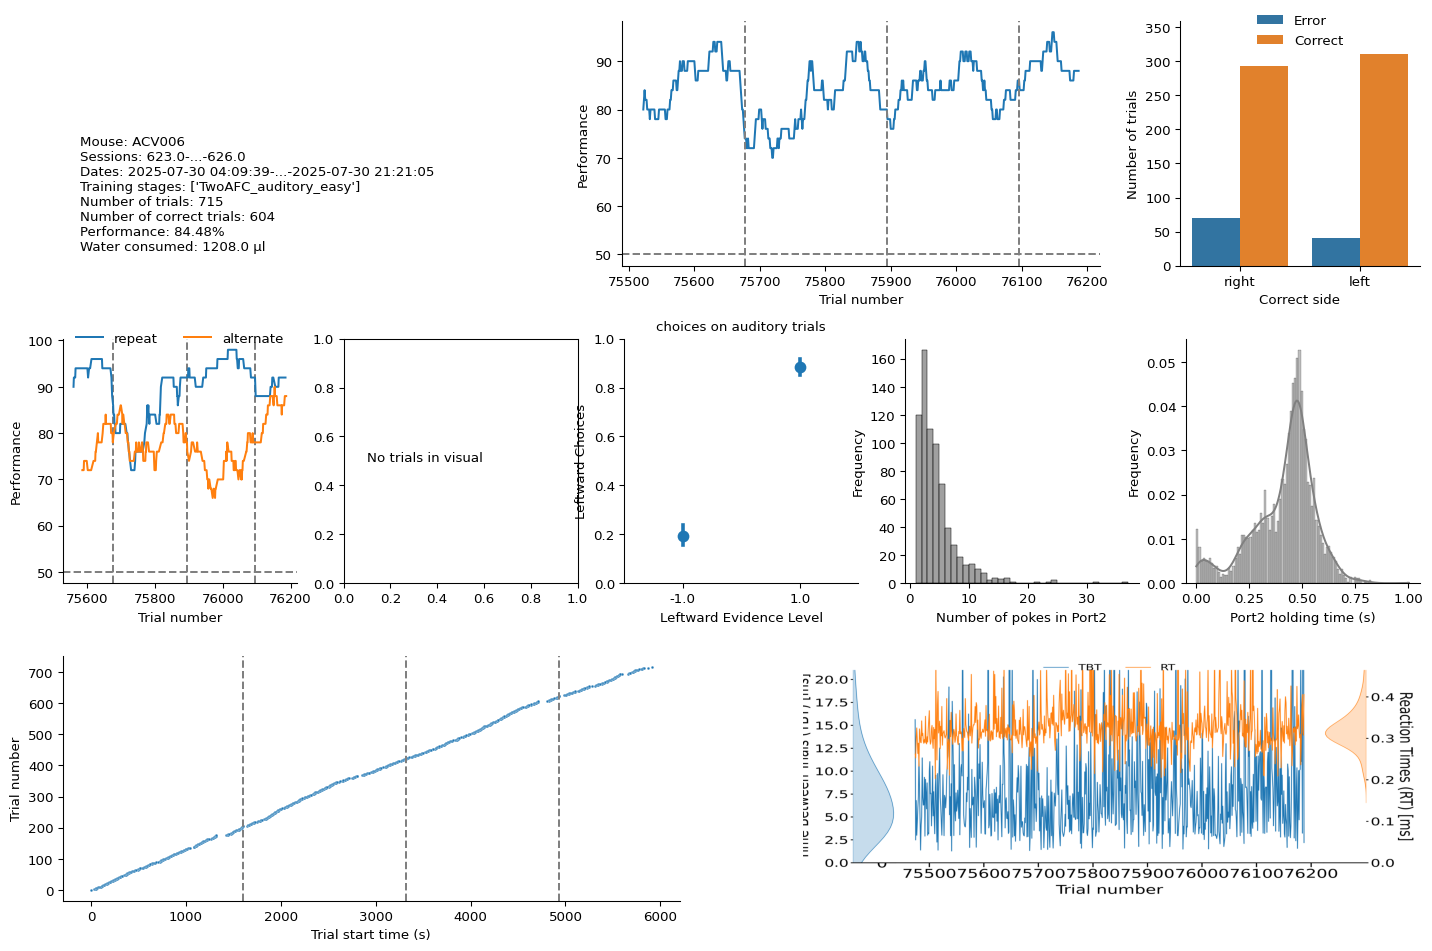 Mouse: ACV006
Sessions: 623.0-...-626.0
Dates: 2025-07-30 04:09:39-...-2025-07-30 21:21:05
Training stages: ['TwoAFC_auditory_easy']
Number of trials: 715
Number of correct trials: 604
Performance: 84.48%
Water consumed: 1208.0 µl
Performance
90
80
70
60
50
75500 75600 75700 75800 75900 76000 76100 76200
Trial number
Error
Correct
Number of trials
350
300
250
200
150
100
50
0
right left
Correct side
repeat alternate
Performance
100
90
80
70
60
50
75600 75800 76000 76200
Trial number
1.0
0.8
0.6
0.4
0.2
0.0
No trials in visual
0.0 0.2 0.4 0.6 0.8 1.0
choices on auditory trials
Leftward Choices
1.0
0.8
0.6
0.4
0.2
0.0
-1.0 1.0
Leftward Evidence Level
Frequency
160
140
120
100
80
60
40
20
0
0 10 20 30
Number of pokes in Port2
Frequency
0.05
0.04
0.03
0.02
0.01
0.00
0.00 0.25 0.50 0.75 1.00
Port2 holding time (s)
Trial number
700
600
500
400
300
200
100
0
0 1000 2000 3000 4000 5000 6000
Trial start time (s)
TBT RT
20.0
17.5
15.0
12.5
10.0
7.5
5.0
2.5
0.0
0
75500 75600 75700 75800 75900 76000 76100 76200
Trial number
0.4
0.3
0.2
0.1
0.0
Reaction Times (RT) [ms]